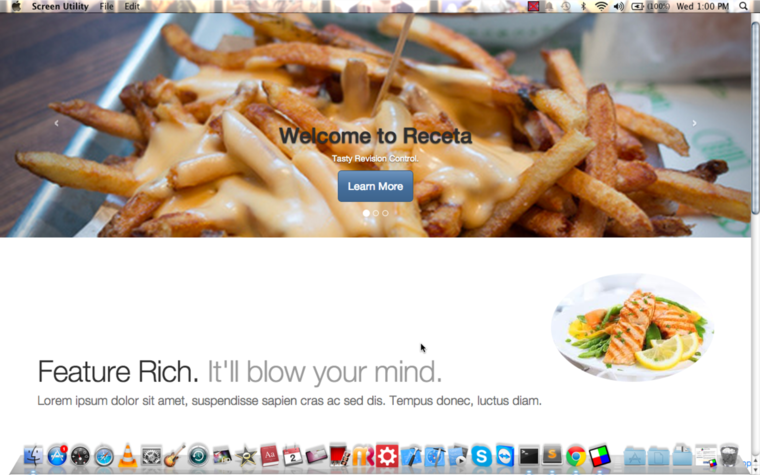 Screen Utility File Edit (100%) Wed 1:00 PM
Welcome to Receta
Tasty Revision Control.
Learn More
Feature Rich. It'll blow your mind.
Lorem ipsum dolor sit amet, suspendisse sapien cras ac sed dis. Tempus donec, luctus diam.